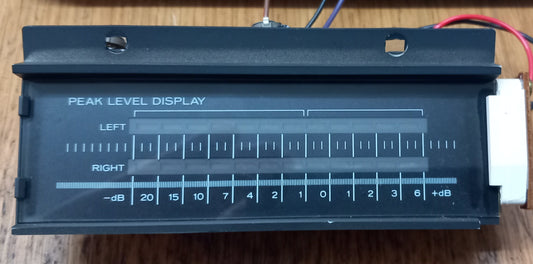 PEAK LEVEL DISPLAY
LEFT
RIGHT
-dB 20 15 10 7 4 2 1 0 1 2 3 6 +dB